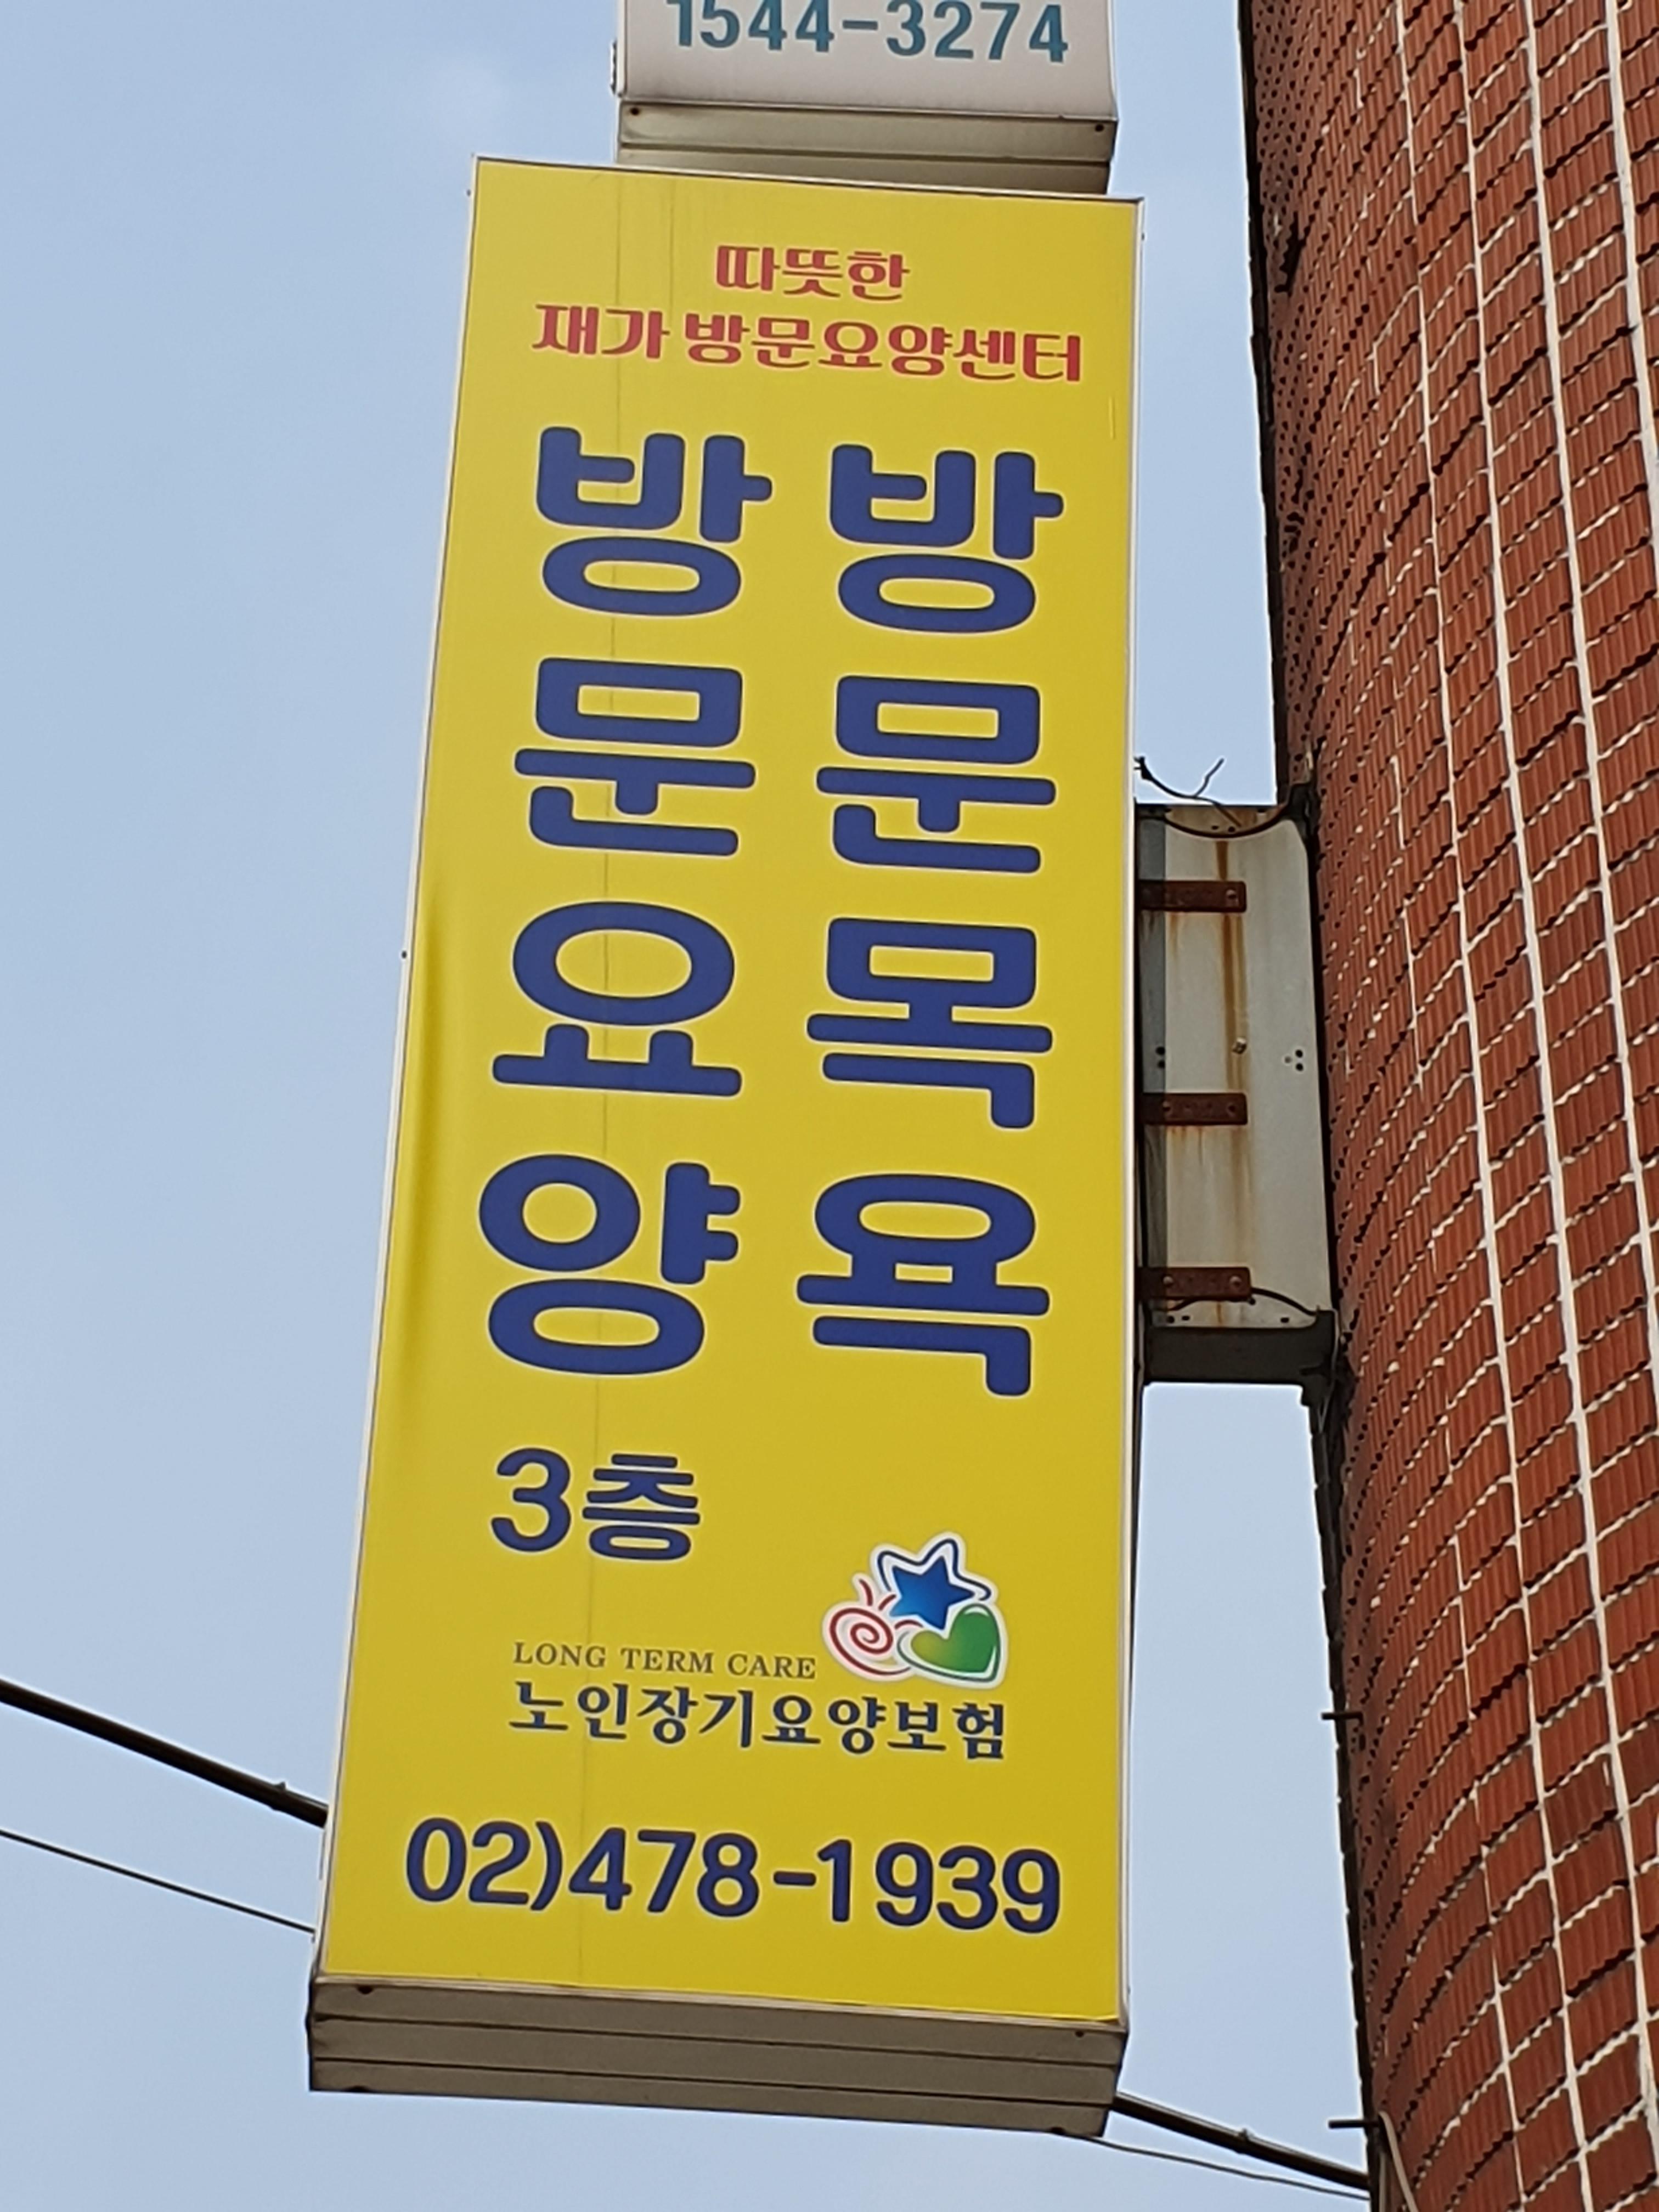 1544-3274
따뜻한
재가 방문요양센터
방문요양
방문목욕
3층
LONG TERM CARE
노인장기요양보험
02)478-1939